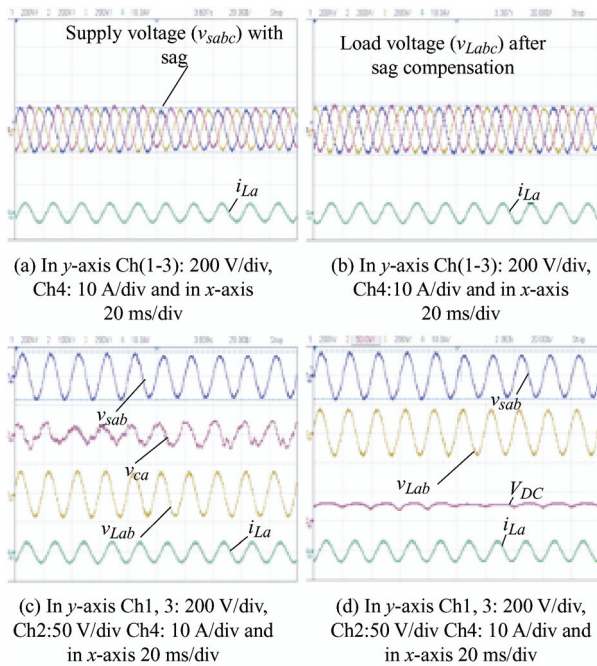 Supply voltage (vsabc) with
sag
iLa
Load voltage (vLabc) after
sag compensation
iLa
(a) In y-axis Ch(1-3): 200 V/div,
Ch4: 10 A/div and in x-axis
20 ms/div
(b) In y-axis Ch(1-3): 200 V/div,
Ch4:10 A/div and in x-axis
20 ms/div
vsab
vca
vLab
iLa
vsab
vLab
VDC
iLa
(c) In y-axis Ch1, 3: 200 V/div,
Ch2:50 V/div Ch4: 10 A/div and
in x-axis 20 ms/div
(d) In y-axis Ch1, 3: 200 V/div,
Ch2:50 V/div Ch4: 10 A/div and
in x-axis 20 ms/div